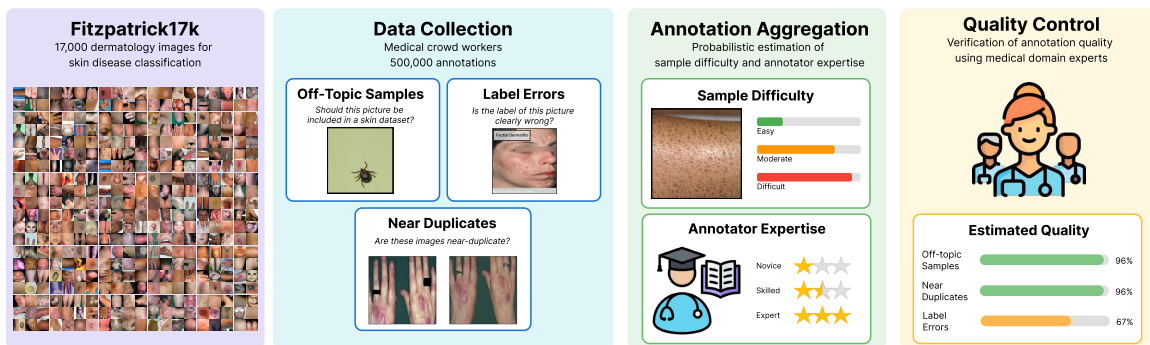 Fitzpatrick17k
17,000 dermatology images for
skin disease classification
Data Collection
Medical crowd workers
500,000 annotations
Off-Topic Samples
Should this picture be
included in a skin dataset?
Label Errors
Is the label of this picture
clearly wrong?
Factial Dermatitis
Near Duplicates
Are these images near-duplicate?
Annotation Aggregation
Probabilistic estimation of
sample difficulty and annotator expertise
Sample Difficulty
Easy
Moderate
Difficult
Annotator Expertise
Novice
Skilled
Expert
Quality Control
Verification of annotation quality
using medical domain experts
Estimated Quality
Off-topic
Samples
96%
Near
Duplicates
96%
Label
Errors
67%